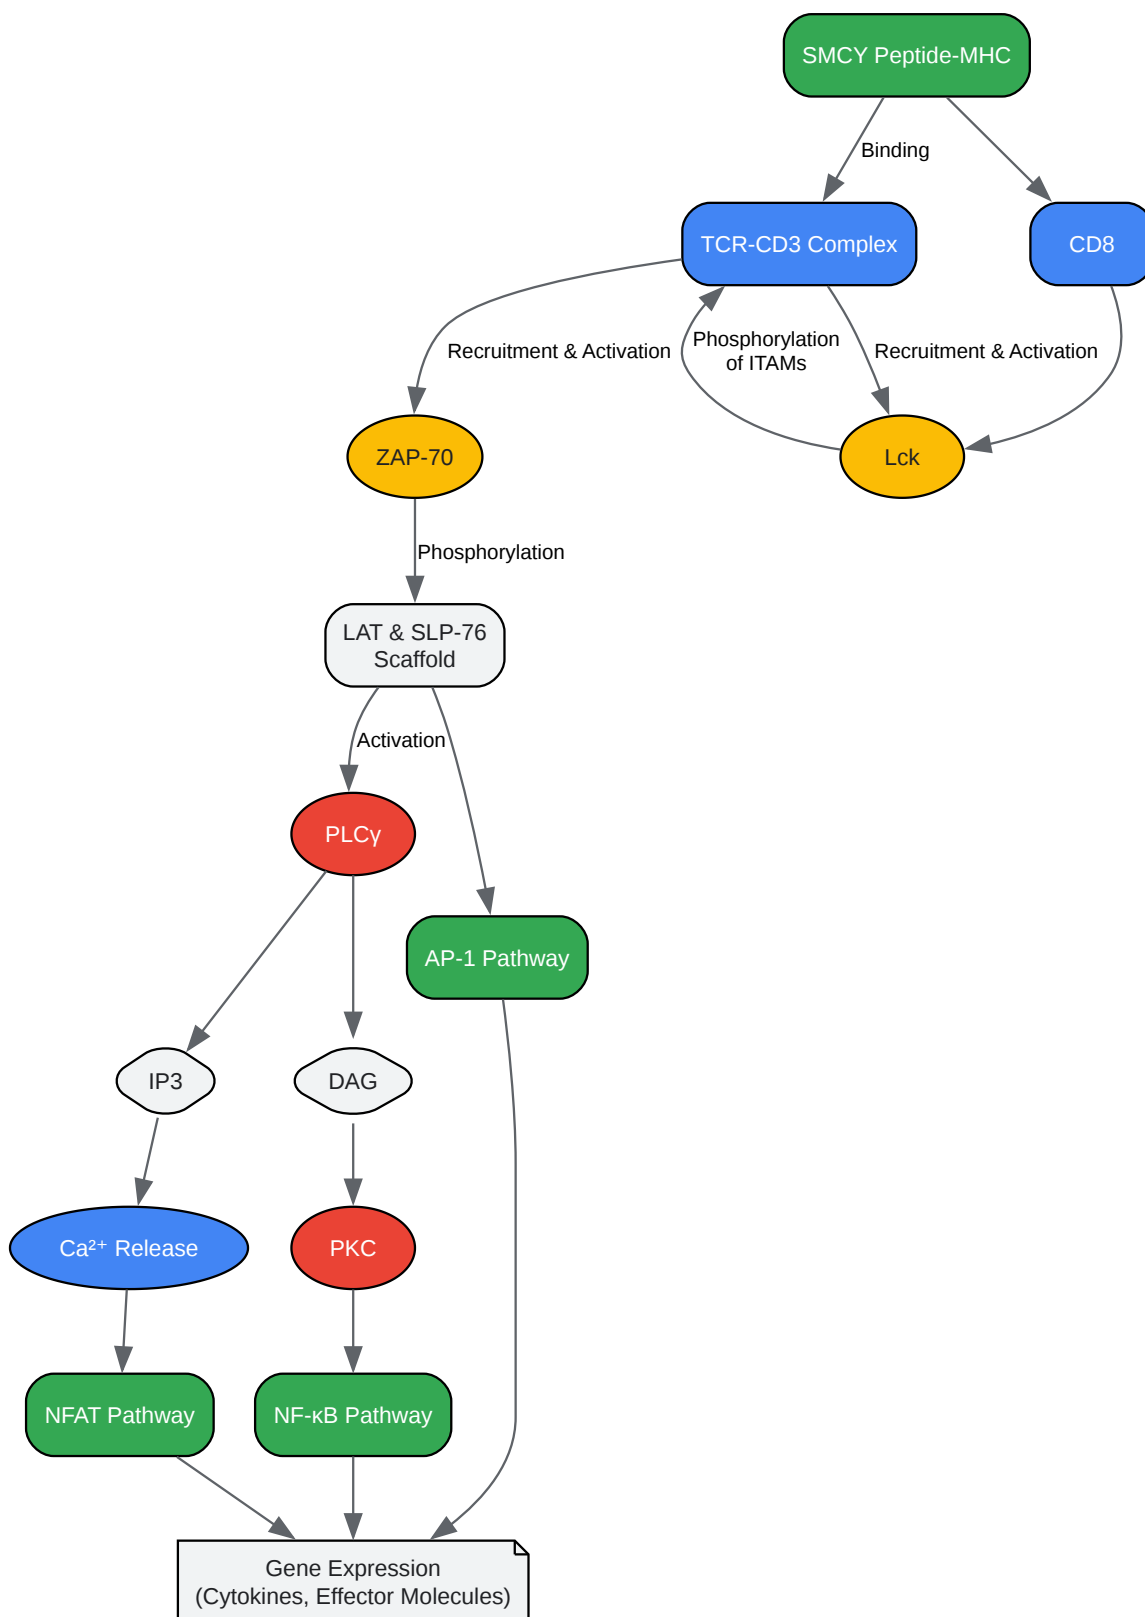 SMCY Peptide-MHC
Binding
TCR-CD3 Complex
CD8
Recruitment & Activation
Phosphorylation
of ITAMs
Recruitment & Activation
ZAP-70
Lck
Phosphorylation
LAT & SLP-76
Scaffold
Activation
PLCγ
AP-1 Pathway
IP3
DAG
Ca²⁺ Release
PKC
NFAT Pathway
NF-κB Pathway
Gene Expression
(Cytokines, Effector Molecules)